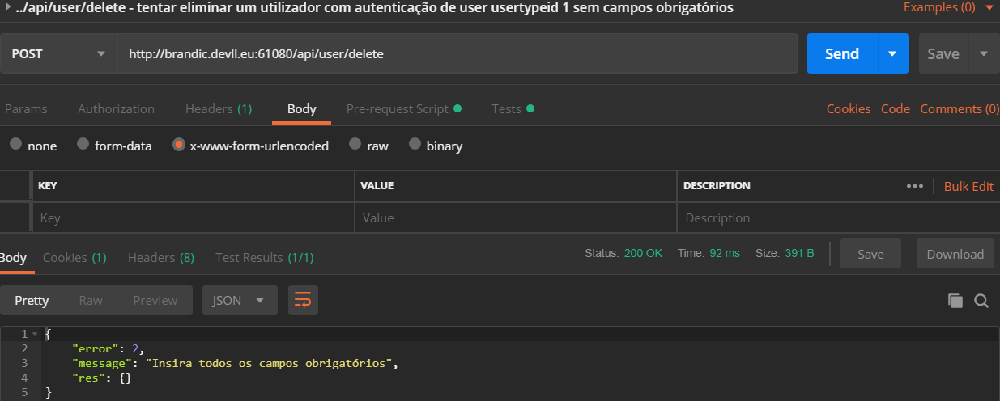 ../api/user/delete - tentar eliminar um utilizador com autenticação de user usertypeid 1 sem campos obrigatórios Examples (0)
POST http://brandic.devll.eu:61080/api/user/delete Send Save
Params Authorization Headers (1) Body Pre-request Script Tests Cookies Code Comments (0)
none form-data x-www-form-urlencoded raw binary
KEY VALUE DESCRIPTION ••• Bulk Edit
Key Value Description
Body Cookies (1) Headers (8) Test Results (1/1) Status: 200 OK Time: 92 ms Size: 391 B Save Download
Pretty Raw Preview JSON
1 {
2 "error": 2,
3 "message": "Insira todos os campos obrigatórios",
4 "res": {}
5 }